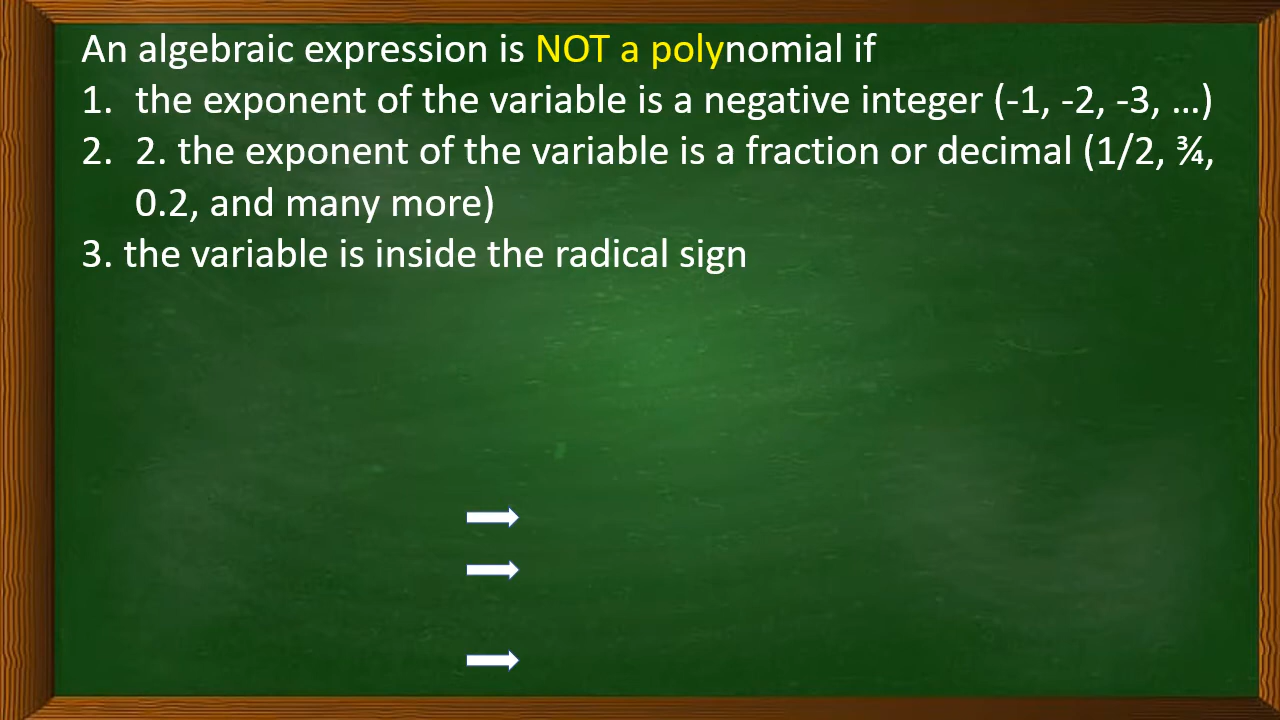 An algebraic expression is NOT a polynomial if
1. the exponent of the variable is a negative integer (-1, -2, -3, ...)
2. 2. the exponent of the variable is a fraction or decimal (1/2, ¾,
0.2, and many more)
3. the variable is inside the radical sign